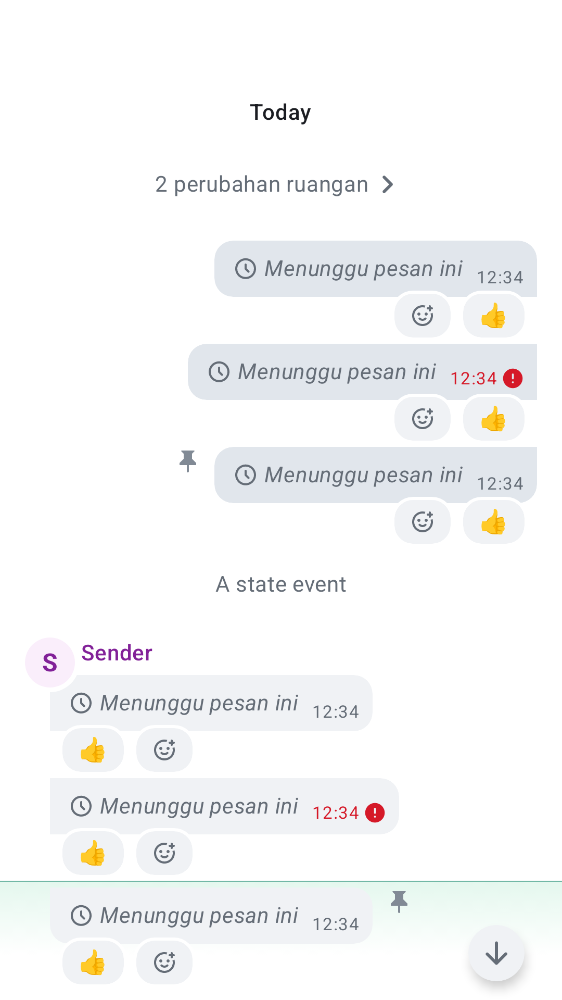 Today
2 perubahan ruangan
Menunggu pesan ini 12:34
👍
Menunggu pesan ini 12:34
👍
Menunggu pesan ini 12:34
👍
A state event
S Sender
Menunggu pesan ini 12:34
👍
Menunggu pesan ini 12:34
👍
Menunggu pesan ini 12:34
👍